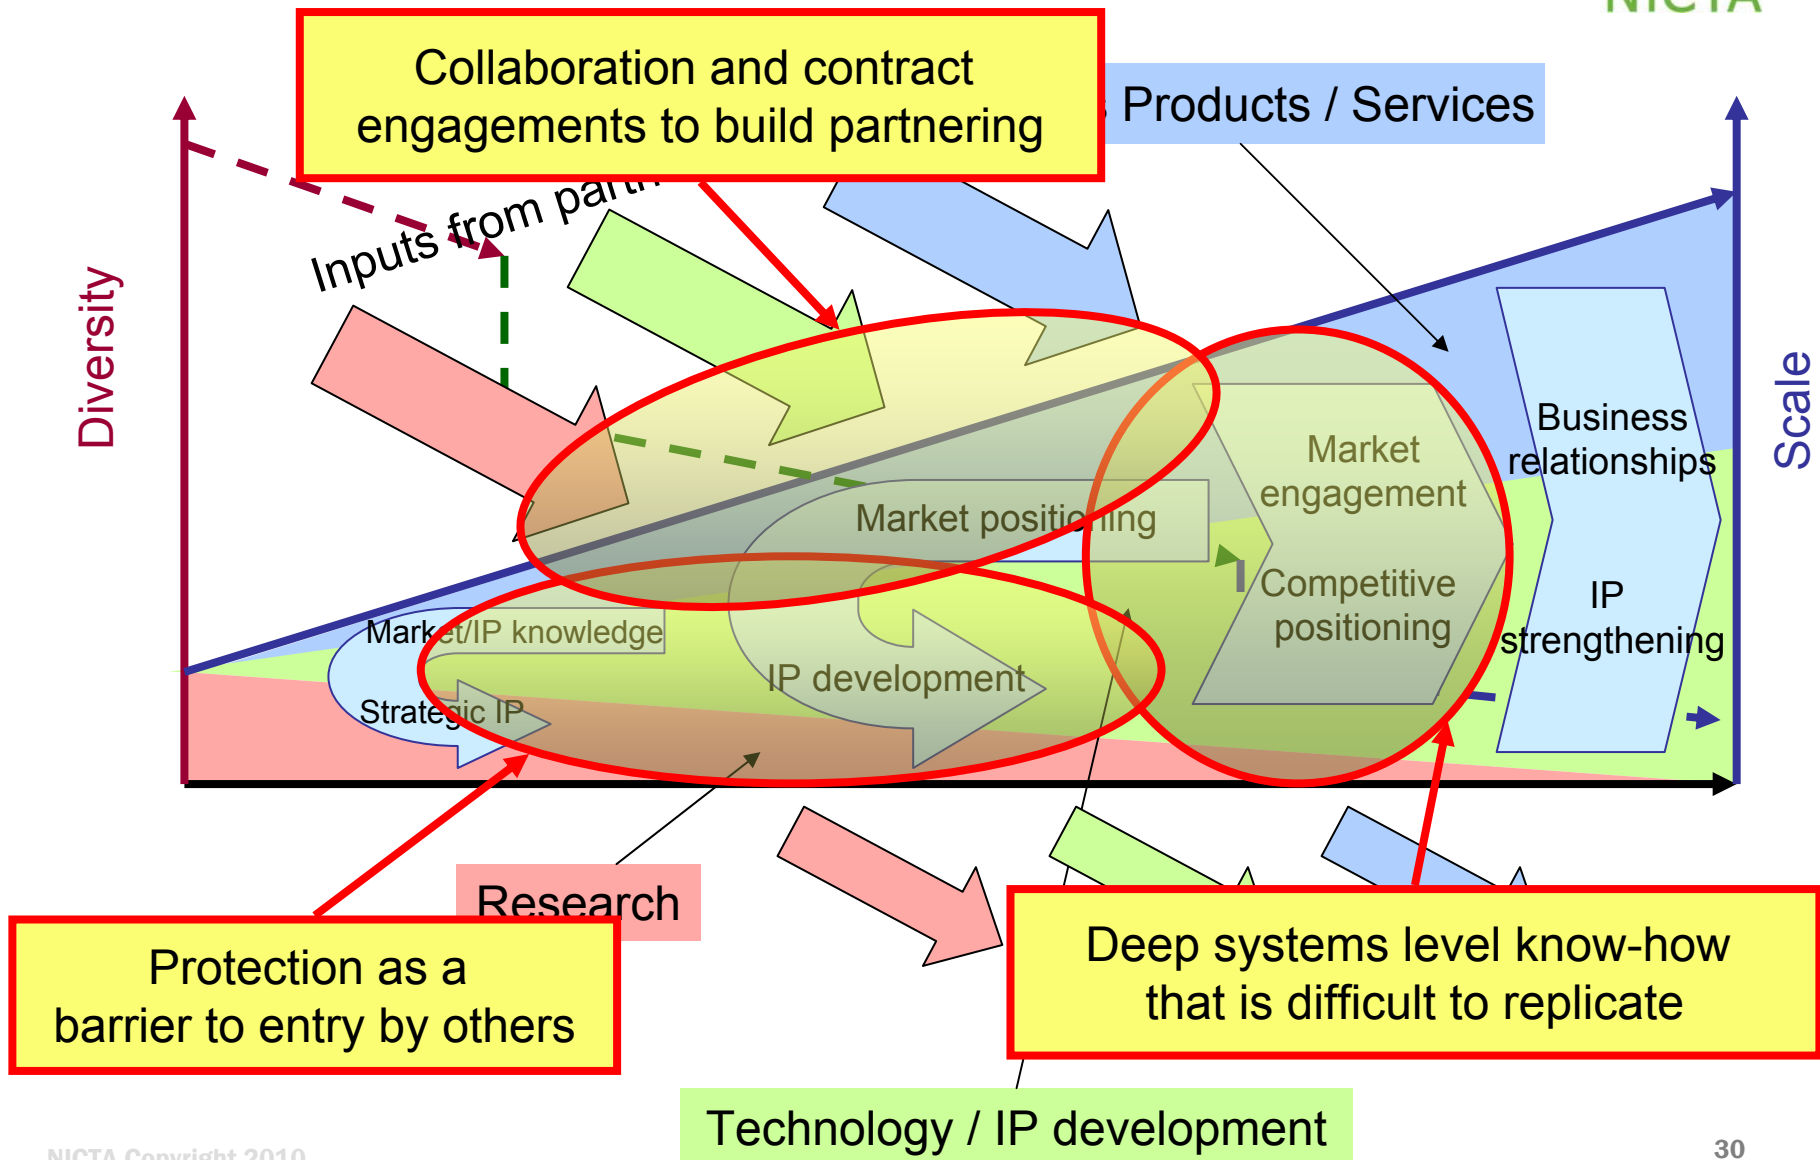 NICTA
Collaboration and contract
engagements to build partnering
Products / Services
Inputs from
Diversity
Scale
Business
relationships
Market
engagement
Market positioning
Competitive
positioning
IP
strengthening
Market/IP knowledge
IP development
Strategic IP
Research
Protection as a
barrier to entry by others
Deep systems level know-how
that is difficult to replicate
Technology / IP development
NICTA Copyright 2010
30